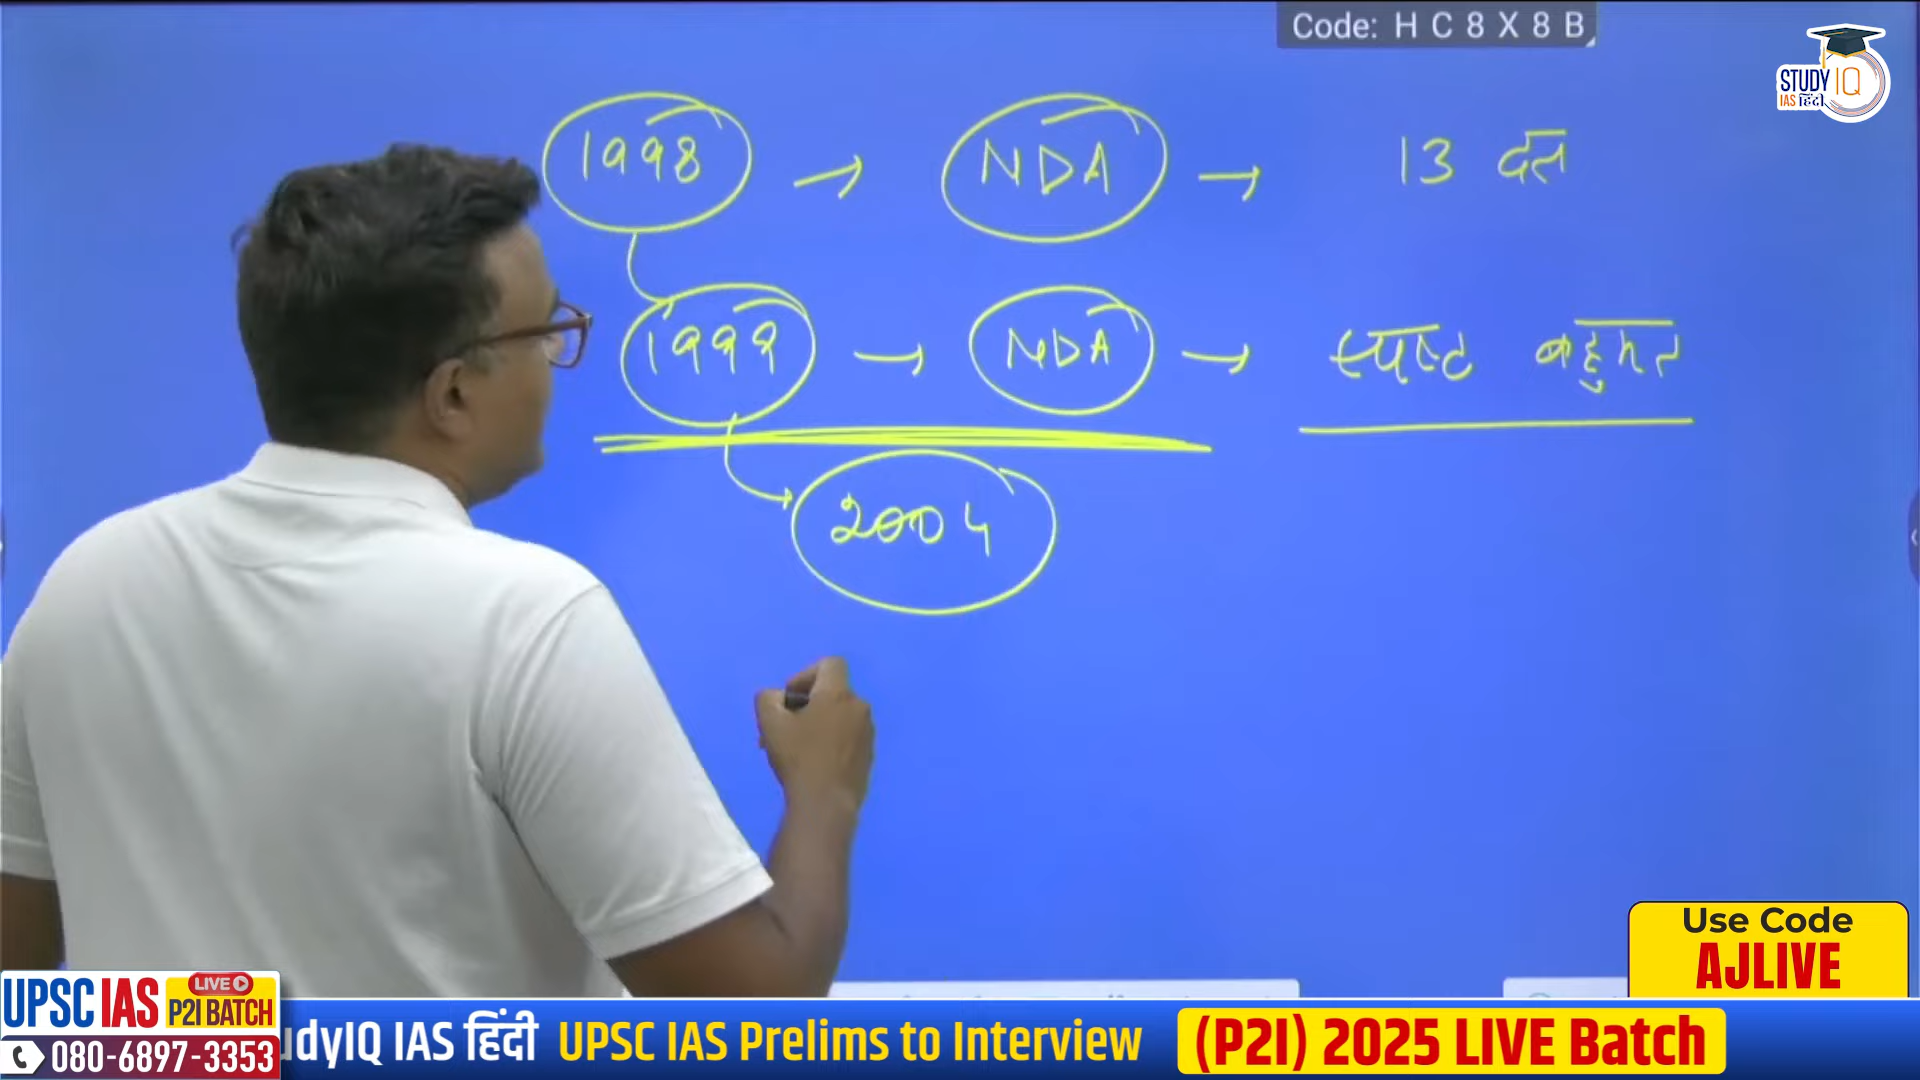 Code: H C 8 X 8 B
STUDY IQ
IAS हिंदी
1998 → NDA → 13 दल
1999 → NDA → स्पष्ट बहुमत
2004
Use Code
AJLIVE
LIVE
UPSC IAS P2I BATCH
080-6897-3353
udyIQ IAS हिंदी UPSC IAS Prelims to Interview (P2I) 2025 LIVE Batch